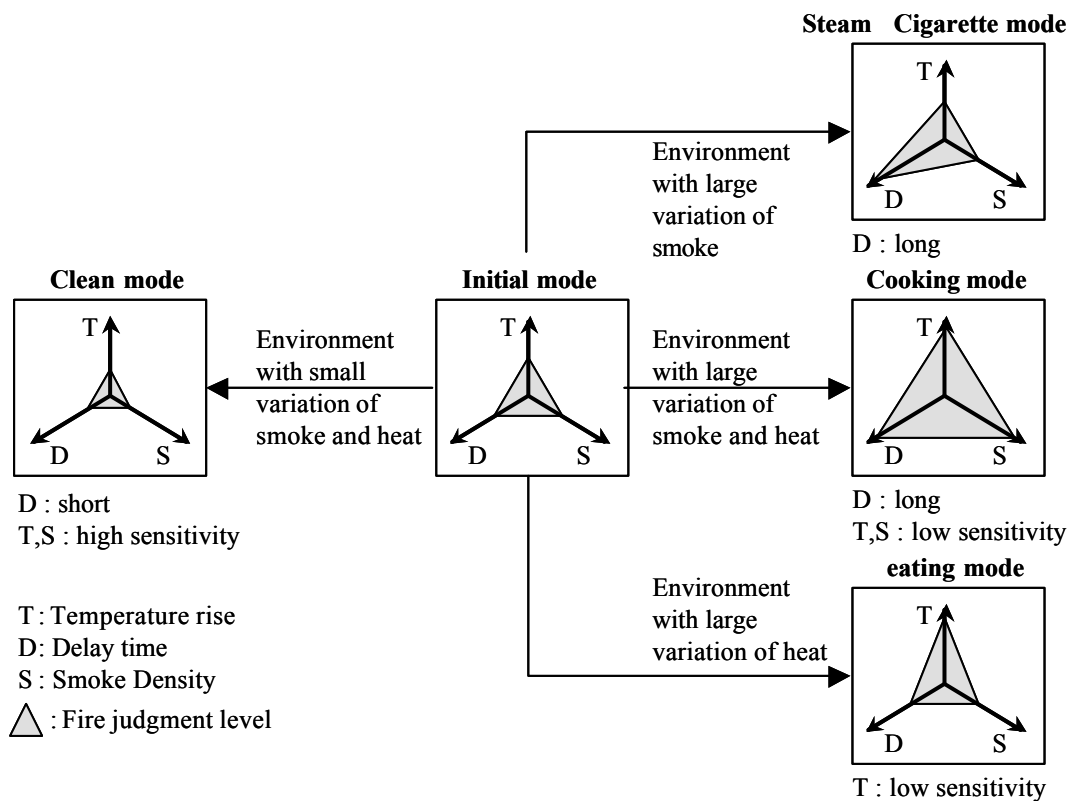 Steam Cigarette mode
T
D
S
Environment
with large
variation of
smoke
D : long
Clean mode
T
D
S
D : short
T,S : high sensitivity
Environment
with small
variation of
smoke and heat
Initial mode
T
D
S
Environment
with large
variation of
smoke and heat
Cooking mode
T
D
S
D : long
T,S : low sensitivity
Environment
with large
variation of heat
eating mode
T
D
S
T : low sensitivity
T : Temperature rise
D: Delay time
S : Smoke Density
: Fire judgment level